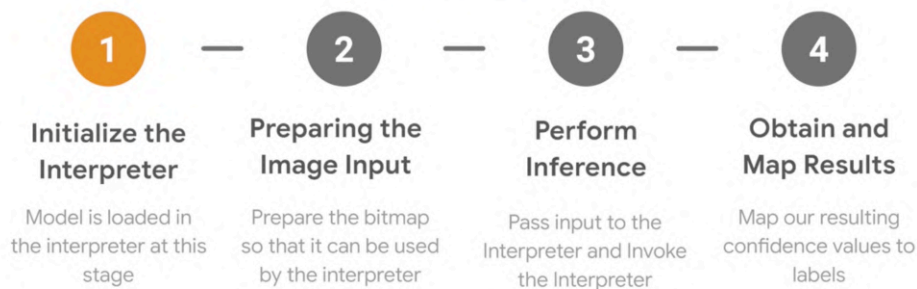 1
2
3
4
Initialize the
Interpreter
Preparing the
Image Input
Perform
Inference
Obtain and
Map Results
Model is loaded in
the interpreter at this
stage
Prepare the bitmap
so that it can be used
by the interpreter
Pass input to the
Interpreter and Invoke
the Interpreter
Map our resulting
confidence values to
labels